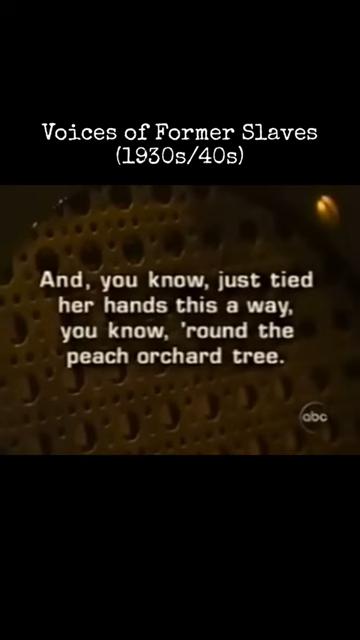 Voices of Former Slaves
(1930s/40s)
And, you know, just tied
her hands this a way,
you know, 'round the
peach orchard tree.
abc